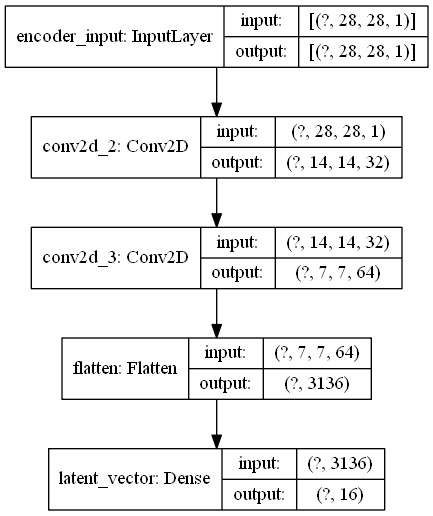 encoder_input: InputLayer
input: [(?, 28, 28, 1)]
output: [(?, 28, 28, 1)]
conv2d_2: Conv2D
input: (?, 28, 28, 1)
output: (?, 14, 14, 32)
conv2d_3: Conv2D
input: (?, 14, 14, 32)
output: (?, 7, 7, 64)
flatten: Flatten
input: (?, 7, 7, 64)
output: (?, 3136)
latent_vector: Dense
input: (?, 3136)
output: (?, 16)